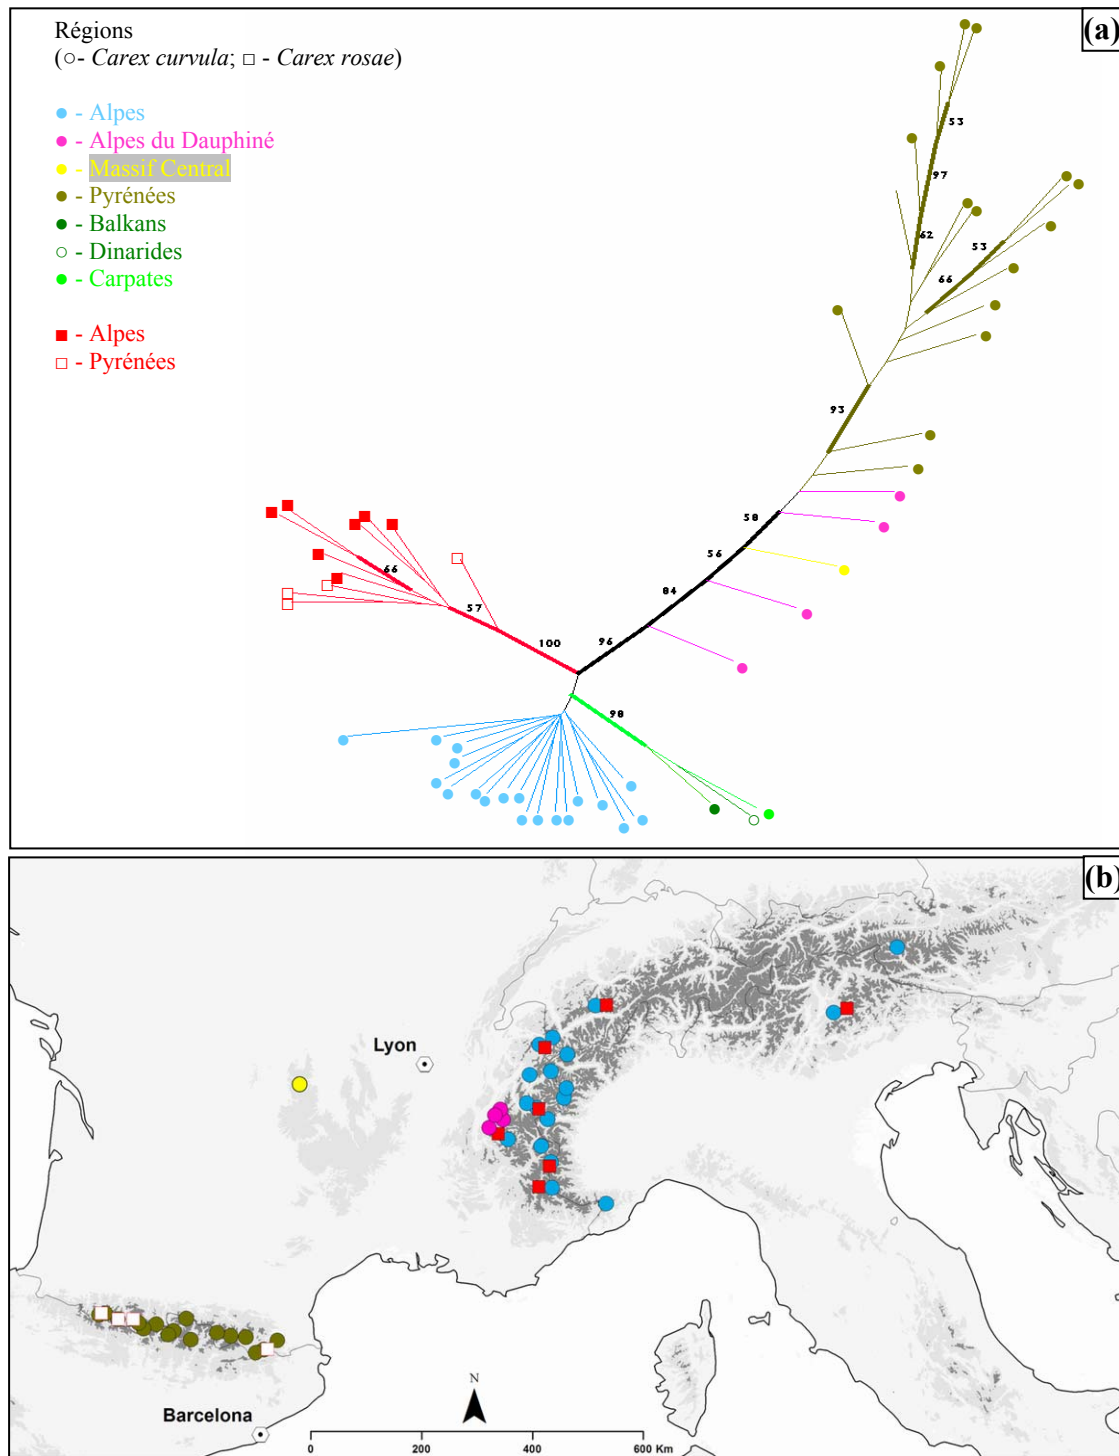 (a)
Régions
(○- Carex curvula; □ - Carex rosae)
● - Alpes
● - Alpes du Dauphiné
● - Massif Central
● - Pyrénées
● - Balkans
○ - Dinarides
● - Carpates
■ - Alpes
□ - Pyrénées
53
97
62
53
66
93
58
56
84
96
66
57
100
98
(b)
Lyon
Barcelona
N
0 200 400 600 Km